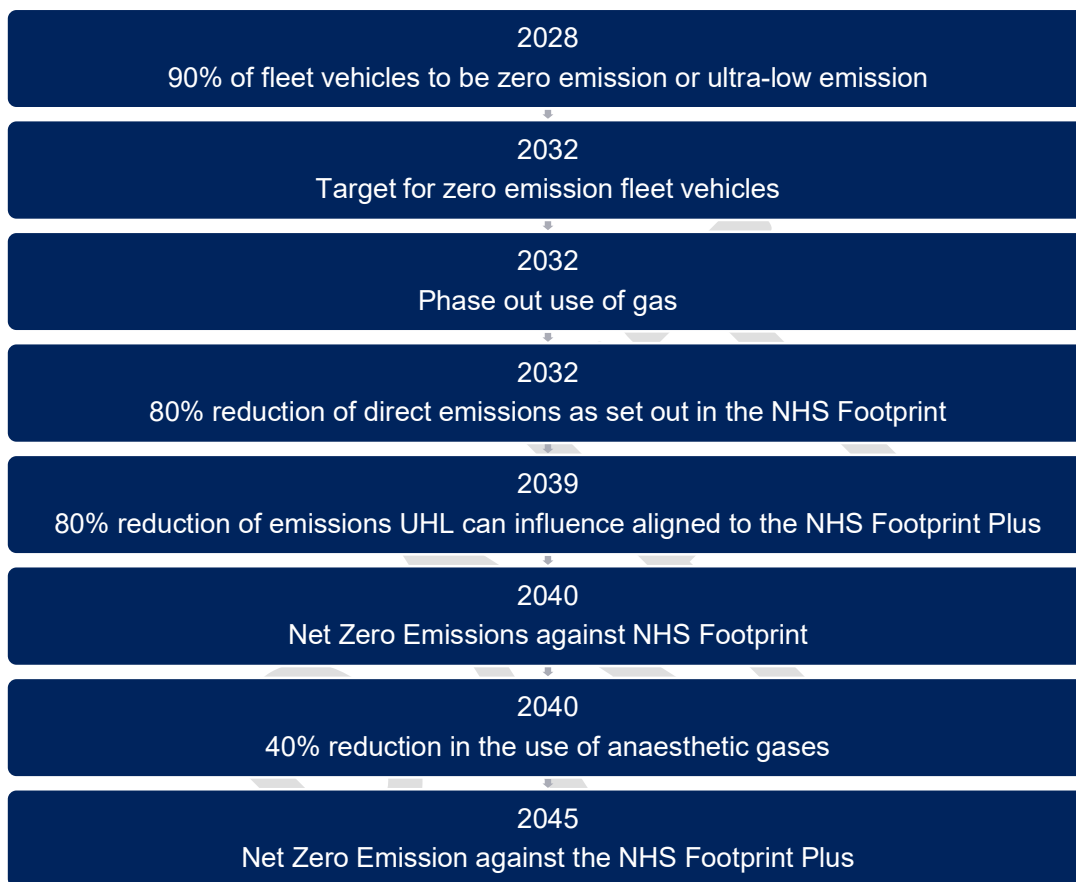 2028
90% of fleet vehicles to be zero emission or ultra-low emission
2032
Target for zero emission fleet vehicles
2032
Phase out use of gas
2032
80% reduction of direct emissions as set out in the NHS Footprint
2039
80% reduction of emissions UHL can influence aligned to the NHS Footprint Plus
2040
Net Zero Emissions against NHS Footprint
2040
40% reduction in the use of anaesthetic gases
2045
Net Zero Emission against the NHS Footprint Plus